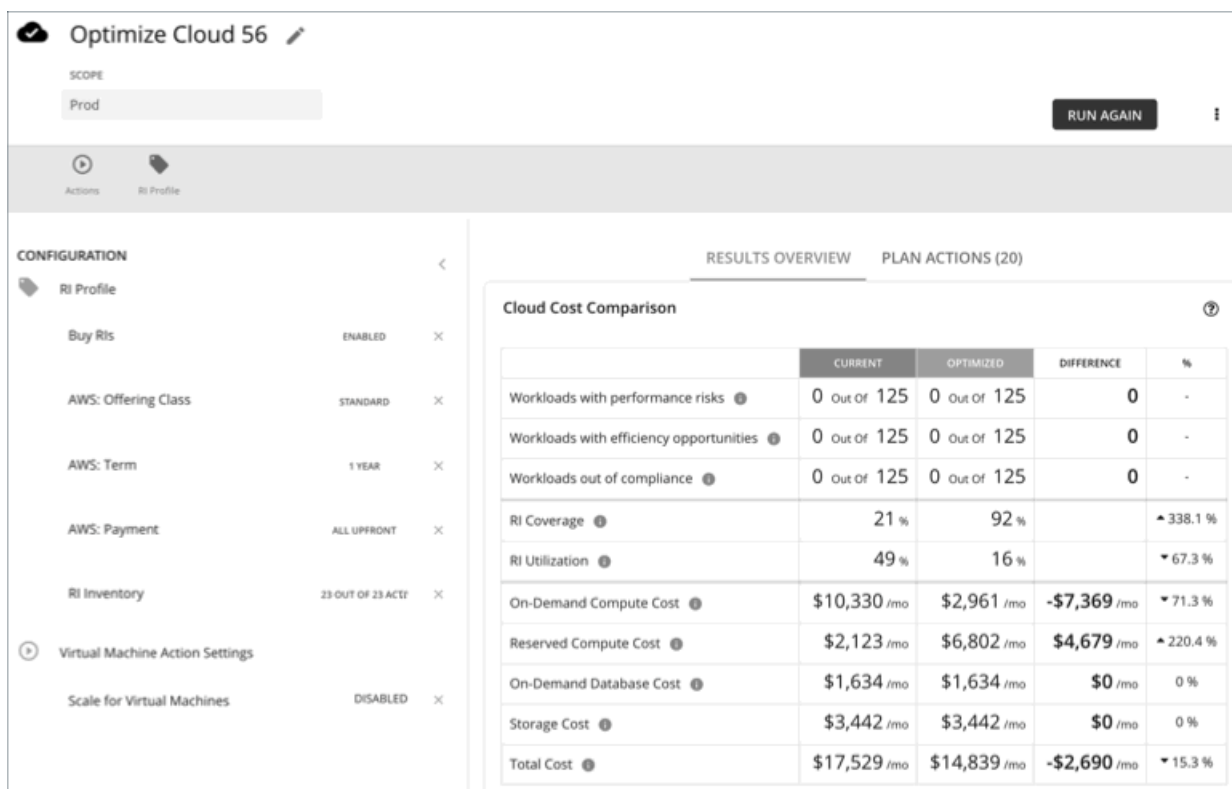 Optimize Cloud 56
SCOPE
Prod
RUN AGAIN
Actions
RI Profile
CONFIGURATION
RI Profile
Buy RIs ENABLED
AWS: Offering Class STANDARD
AWS: Term 1 YEAR
AWS: Payment ALL UPFRONT
RI Inventory 23 OUT OF 23
Virtual Machine Action Settings
Scale for Virtual Machines DISABLED
RESULTS OVERVIEW PLAN ACTIONS (20)
Cloud Cost Comparison
CURRENT OPTIMIZED DIFFERENCE %
Workloads with performance risks 0 Out Of 125 0 Out Of 125 0 -
Workloads with efficiency opportunities 0 Out Of 125 0 Out Of 125 0 -
Workloads out of compliance 0 Out Of 125 0 Out Of 125 0 -
RI Coverage 21 % 92 % 338.1 %
RI Utilization 49 % 16 % 67.3 %
On-Demand Compute Cost $10,330 /mo $2,961 /mo -$7,369 /mo 71.3 %
Reserved Compute Cost $2,123 /mo $6,802 /mo $4,679 /mo 220.4 %
On-Demand Database Cost $1,634 /mo $1,634 /mo $0 /mo 0 %
Storage Cost $3,442 /mo $3,442 /mo $0 /mo 0 %
Total Cost $17,529 /mo $14,839 /mo -$2,690 /mo 15.3 %